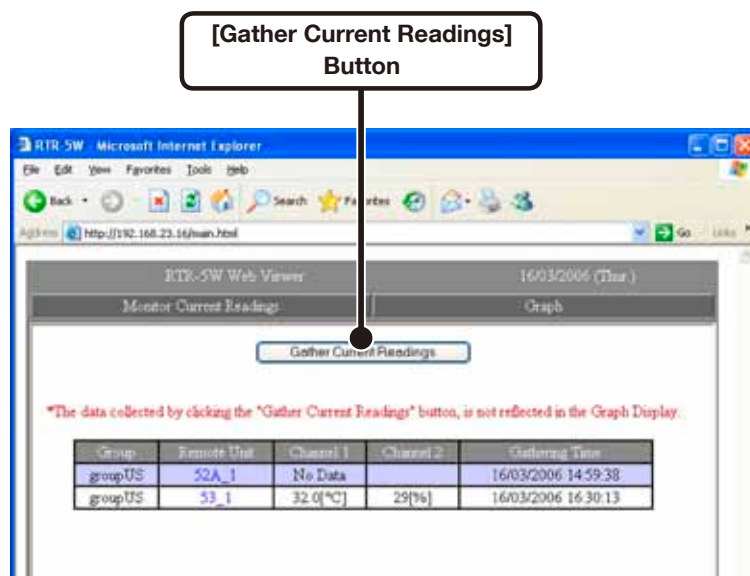 [Gather Current Readings]
Button
RTR-5W - Microsoft Internet Explorer
File Edit View Favorites Tools Help
Back Search Favorites
Address http://192.168.23.16/main.html Go Links
RTR-5W Web Viewer 16/03/2006 (Thur.)
Monitor Current Readings Graph
Gather Current Readings
*The data collected by clicking the "Gather Current Readings" button, is not reflected in the Graph Display.
Group Remote Unit Channel 1 Channel 2 Gathering Time
groupUS 52A_1 No Data 16/03/2006 14:59:38
groupUS 53_1 32.0[°C] 29[%] 16/03/2006 16:30:13